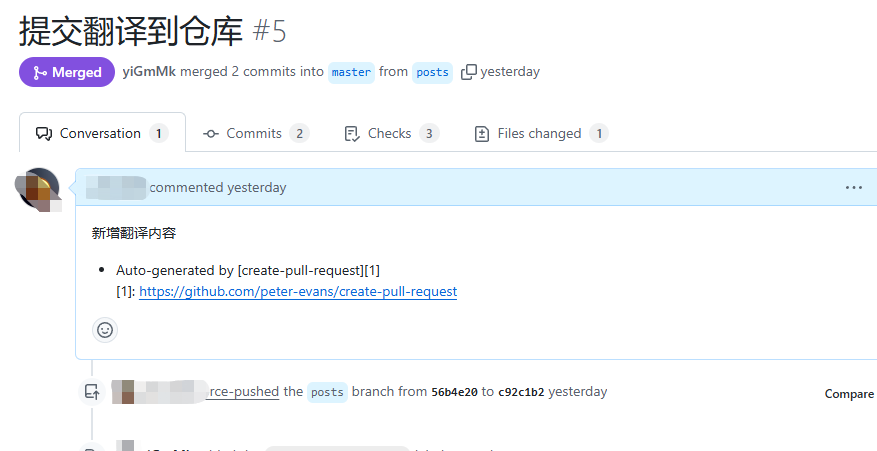 提交翻译到仓库 #5
Merged yiGmMk merged 2 commits into master from posts yesterday
Conversation 1 Commits 2 Checks 3 Files changed 1
commented yesterday
新增翻译内容
Auto-generated by [create-pull-request][1]
[1]: https://github.com/peter-evans/create-pull-request
rce-pushed the posts branch from 56b4e20 to c92c1b2 yesterday
Compare